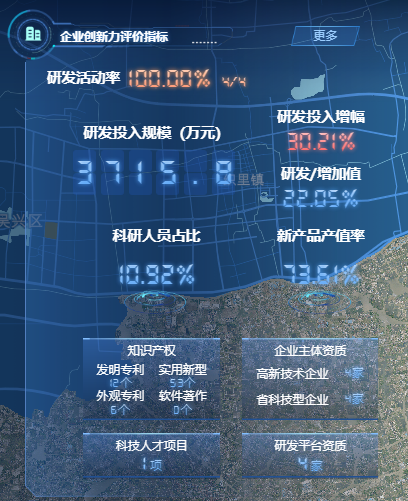 企业创新力评价指标
更多
研发活动率 100.00% 4/4
研发投入规模（万元）
3715.8
研发投入增幅
30.21%
研发/增加值
22.05%
科研人员占比
10.92%
新产品产值率
73.61%
知识产权
发明专利 实用新型
12个 53个
外观专利 软件著作
6个 0个
企业主体资质
高新技术企业 4家
省科技型企业 4家
科技人才项目
1项
研发平台资质
4家
织里镇
吴兴区